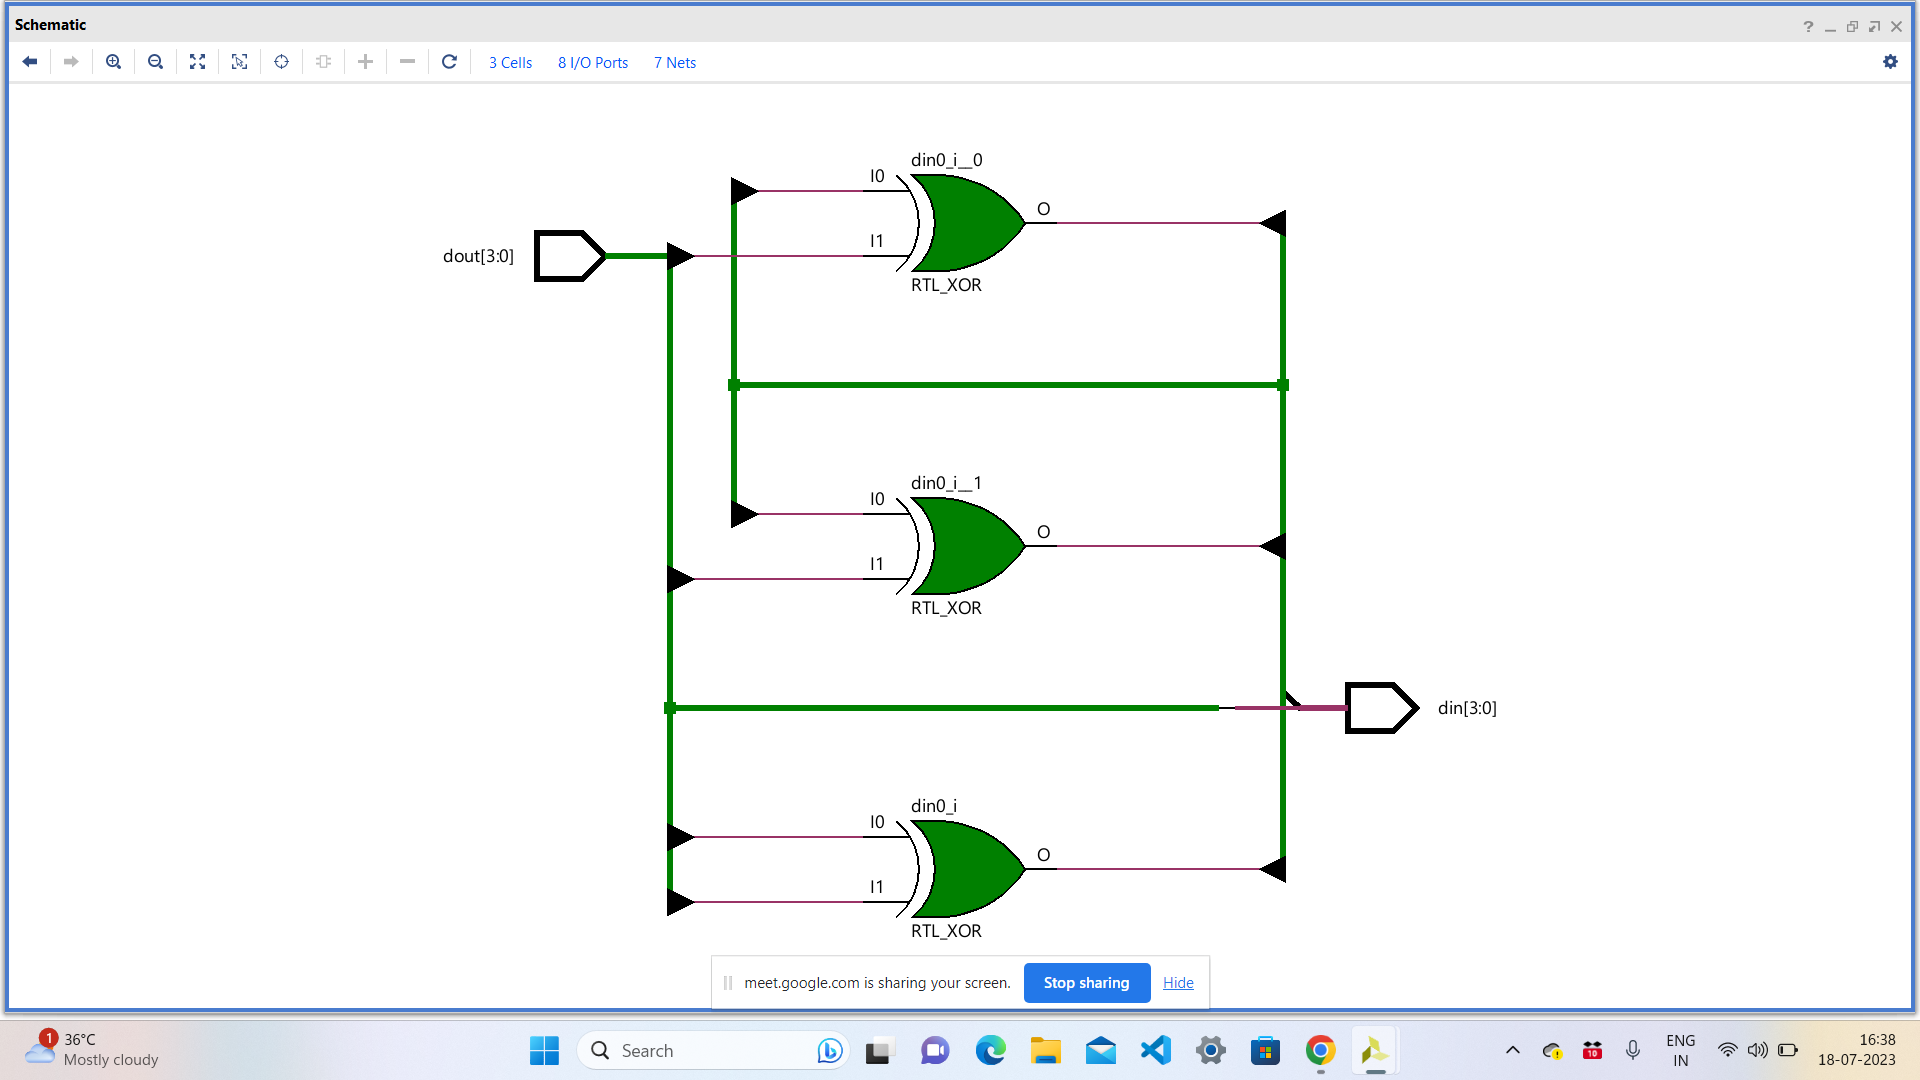 Schematic
3 Cells 8 I/O Ports 7 Nets
din0_i__0
I0
O
I1
dout[3:0]
RTL_XOR
din0_i__1
I0
O
I1
RTL_XOR
din[3:0]
din0_i
I0
O
I1
RTL_XOR
meet.google.com is sharing your screen. Stop sharing Hide
1
36°C
Mostly cloudy
Search
10
ENG
IN
16:38
18-07-2023